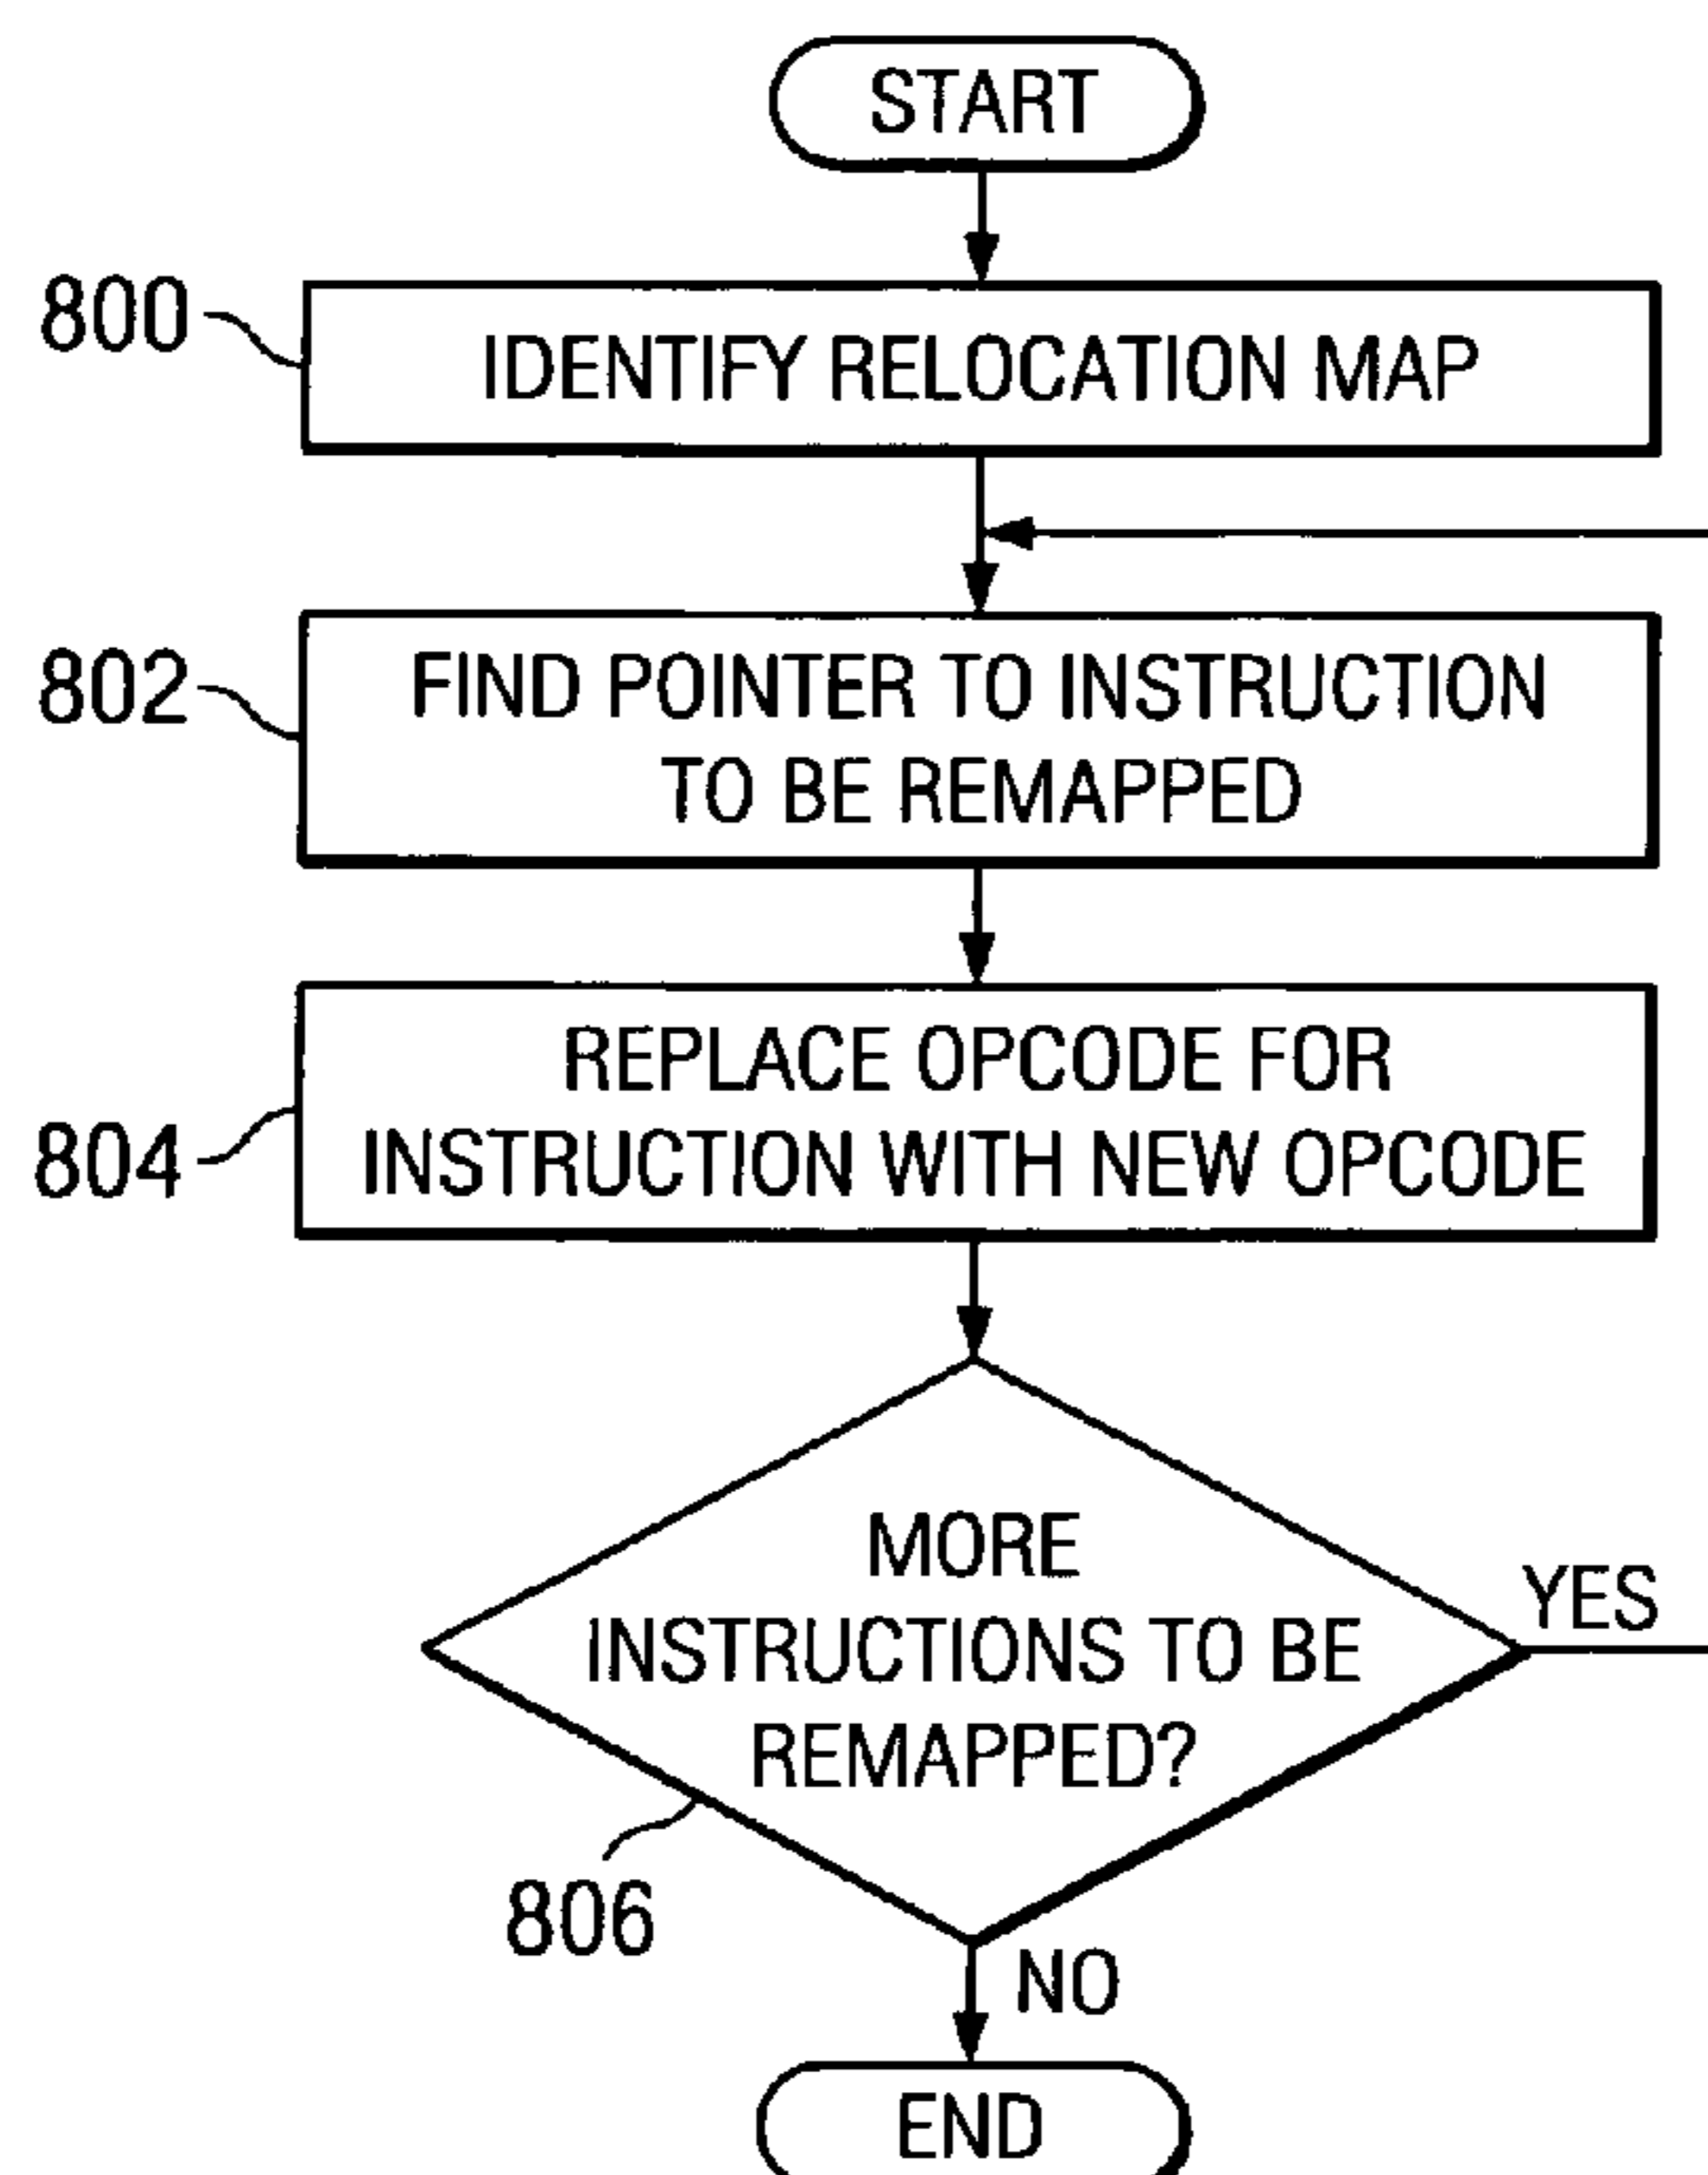 START
800
IDENTIFY RELOCATION MAP
802
FIND POINTER TO INSTRUCTION
TO BE REMAPPED
REPLACE OPCODE FOR
804
INSTRUCTION WITH NEW OPCODE
MORE
INSTRUCTIONS TO BE
REMAPPED?
YES
806
NO
END